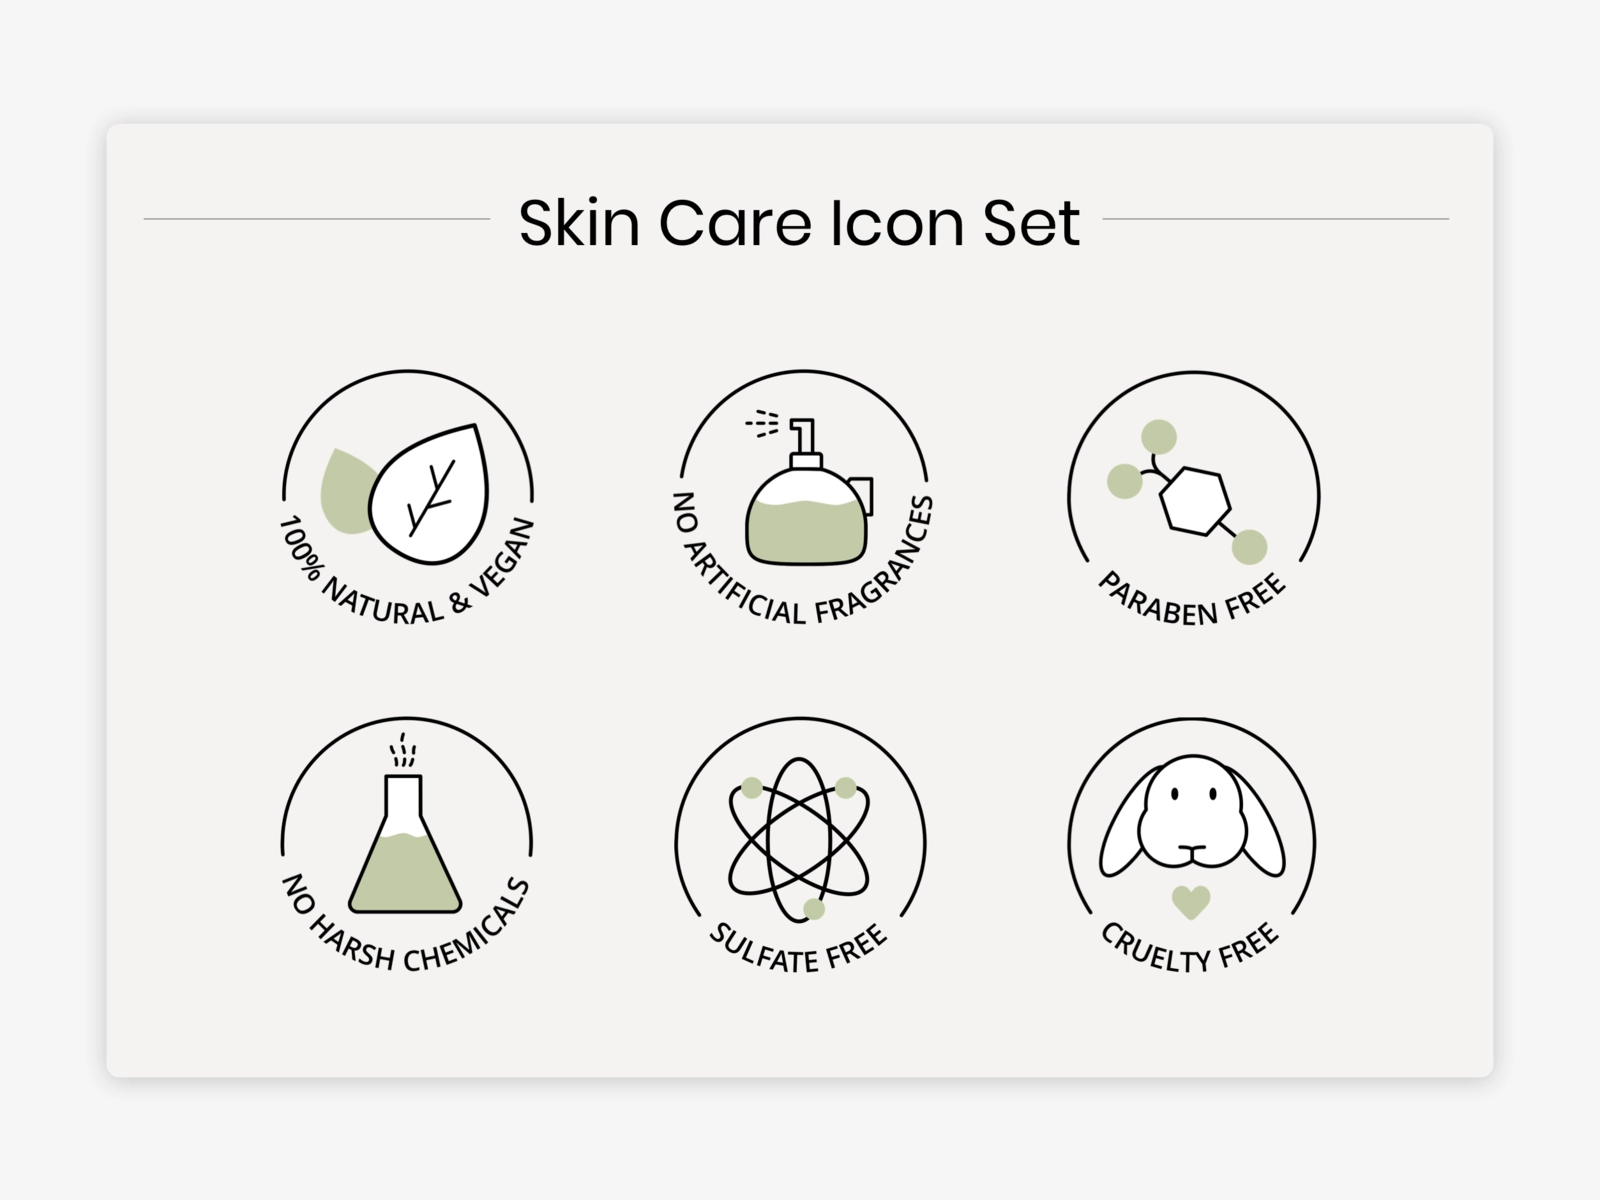 Skin Care Icon Set
100% NATURAL & VEGAN
NO ARTIFICIAL FRAGRANCES
PARABEN FREE
NO HARSH CHEMICALS
SULFATE FREE
CRUELTY FREE